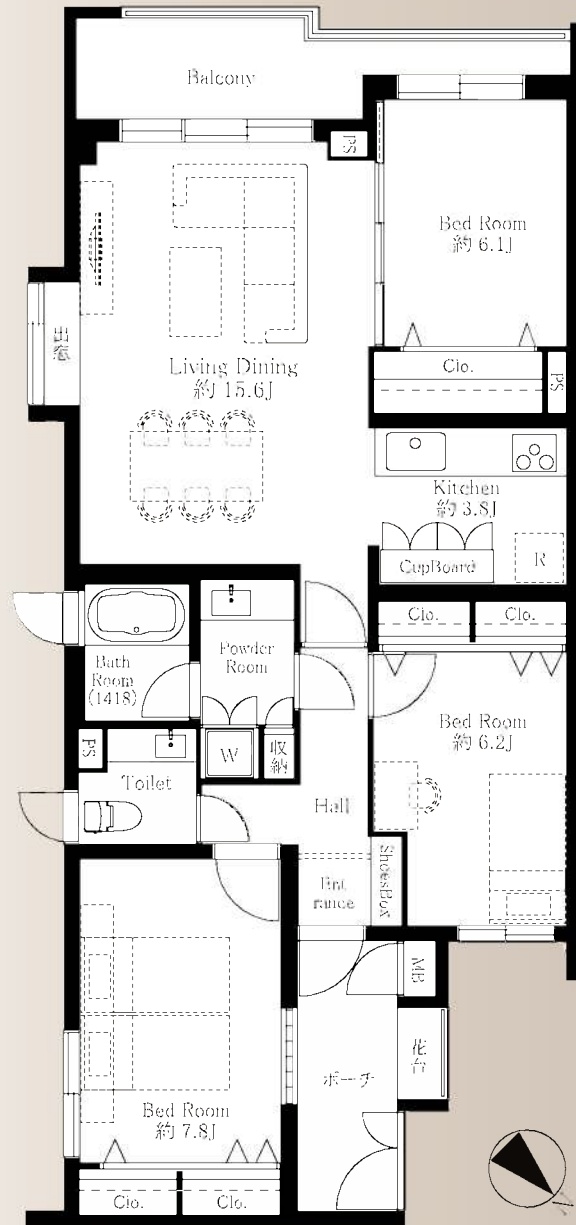 Balcony
PS
Bed Room
約 6.1J
出窓
Living Dining
約 15.6J
Clo.
PS
Kitchen
約 3.8J
CupBoard
R
Clo.
Clo.
Bath
Room
(1418)
Powder
Room
Bed Room
約 6.2J
PS
W
収納
Toilet
Hall
Ent
rance
ShoesBox
MB
花台
ポーチ
Bed Room
約 7.8J
Clo.
Clo.